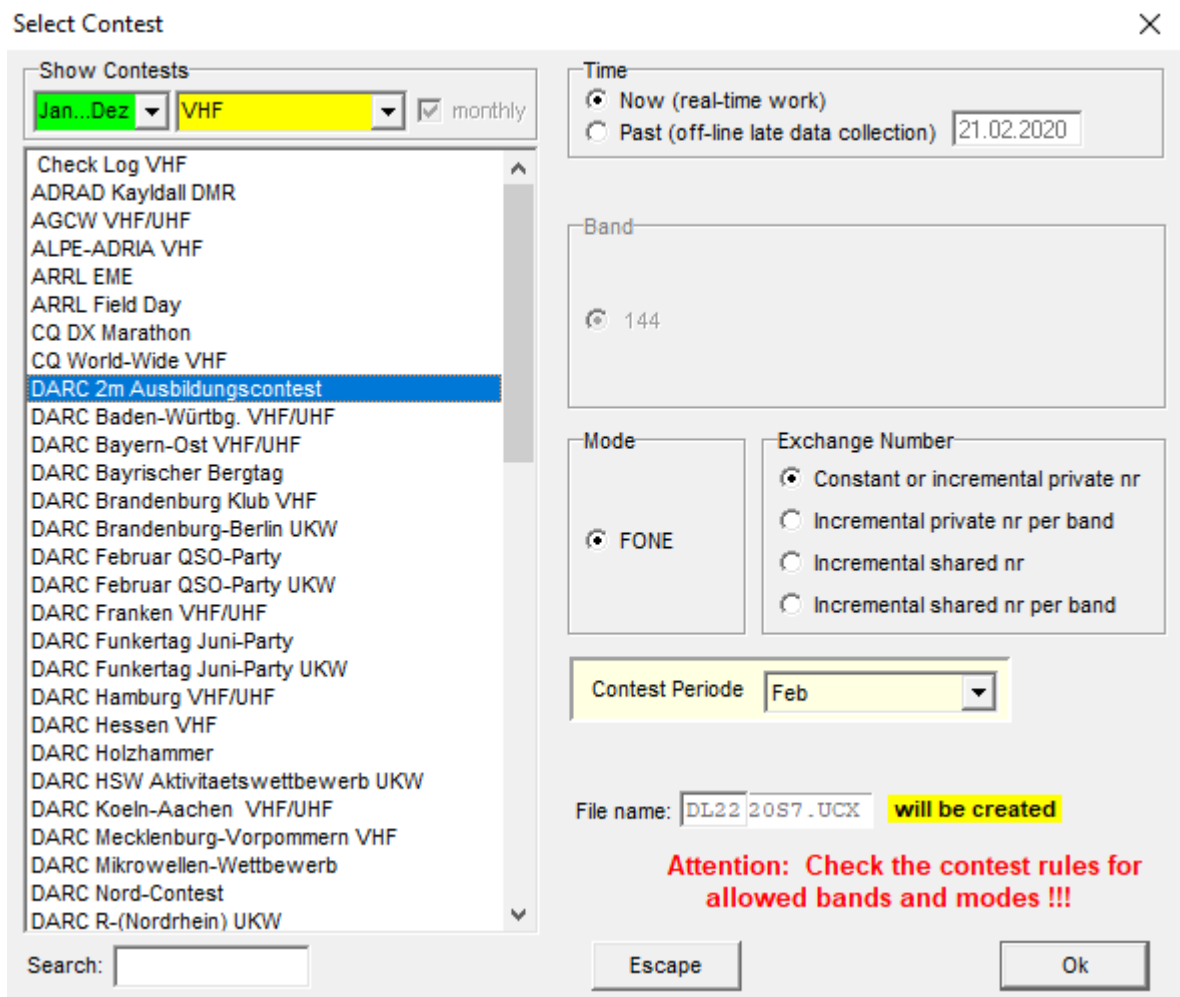 Select Contest
Show Contests
Jan...Dez VHF monthly
Check Log VHF
ADRAD Kayldall DMR
AGCW VHF/UHF
ALPE-ADRIA VHF
ARRL EME
ARRL Field Day
CQ DX Marathon
CQ World-Wide VHF
DARC 2m Ausbildungscontest
DARC Baden-Würtbg. VHF/UHF
DARC Bayern-Ost VHF/UHF
DARC Bayrischer Bergtag
DARC Brandenburg Klub VHF
DARC Brandenburg-Berlin UKW
DARC Februar QSO-Party
DARC Februar QSO-Party UKW
DARC Franken VHF/UHF
DARC Funkertag Juni-Party
DARC Funkertag Juni-Party UKW
DARC Hamburg VHF/UHF
DARC Hessen VHF
DARC Holzhammer
DARC HSW Aktivitaetswettbewerb UKW
DARC Koeln-Aachen VHF/UHF
DARC Mecklenburg-Vorpommern VHF
DARC Mikrowellen-Wettbewerb
DARC Nord-Contest
DARC R-(Nordrhein) UKW
Search:
Time
Now (real-time work)
Past (off-line late data collection) 21.02.2020
Band
144
Mode
FONE
Exchange Number
Constant or incremental private nr
Incremental private nr per band
Incremental shared nr
Incremental shared nr per band
Contest Periode Feb
File name: DL22 20S7.UCX will be created
Attention: Check the contest rules for
allowed bands and modes !!!
Escape Ok